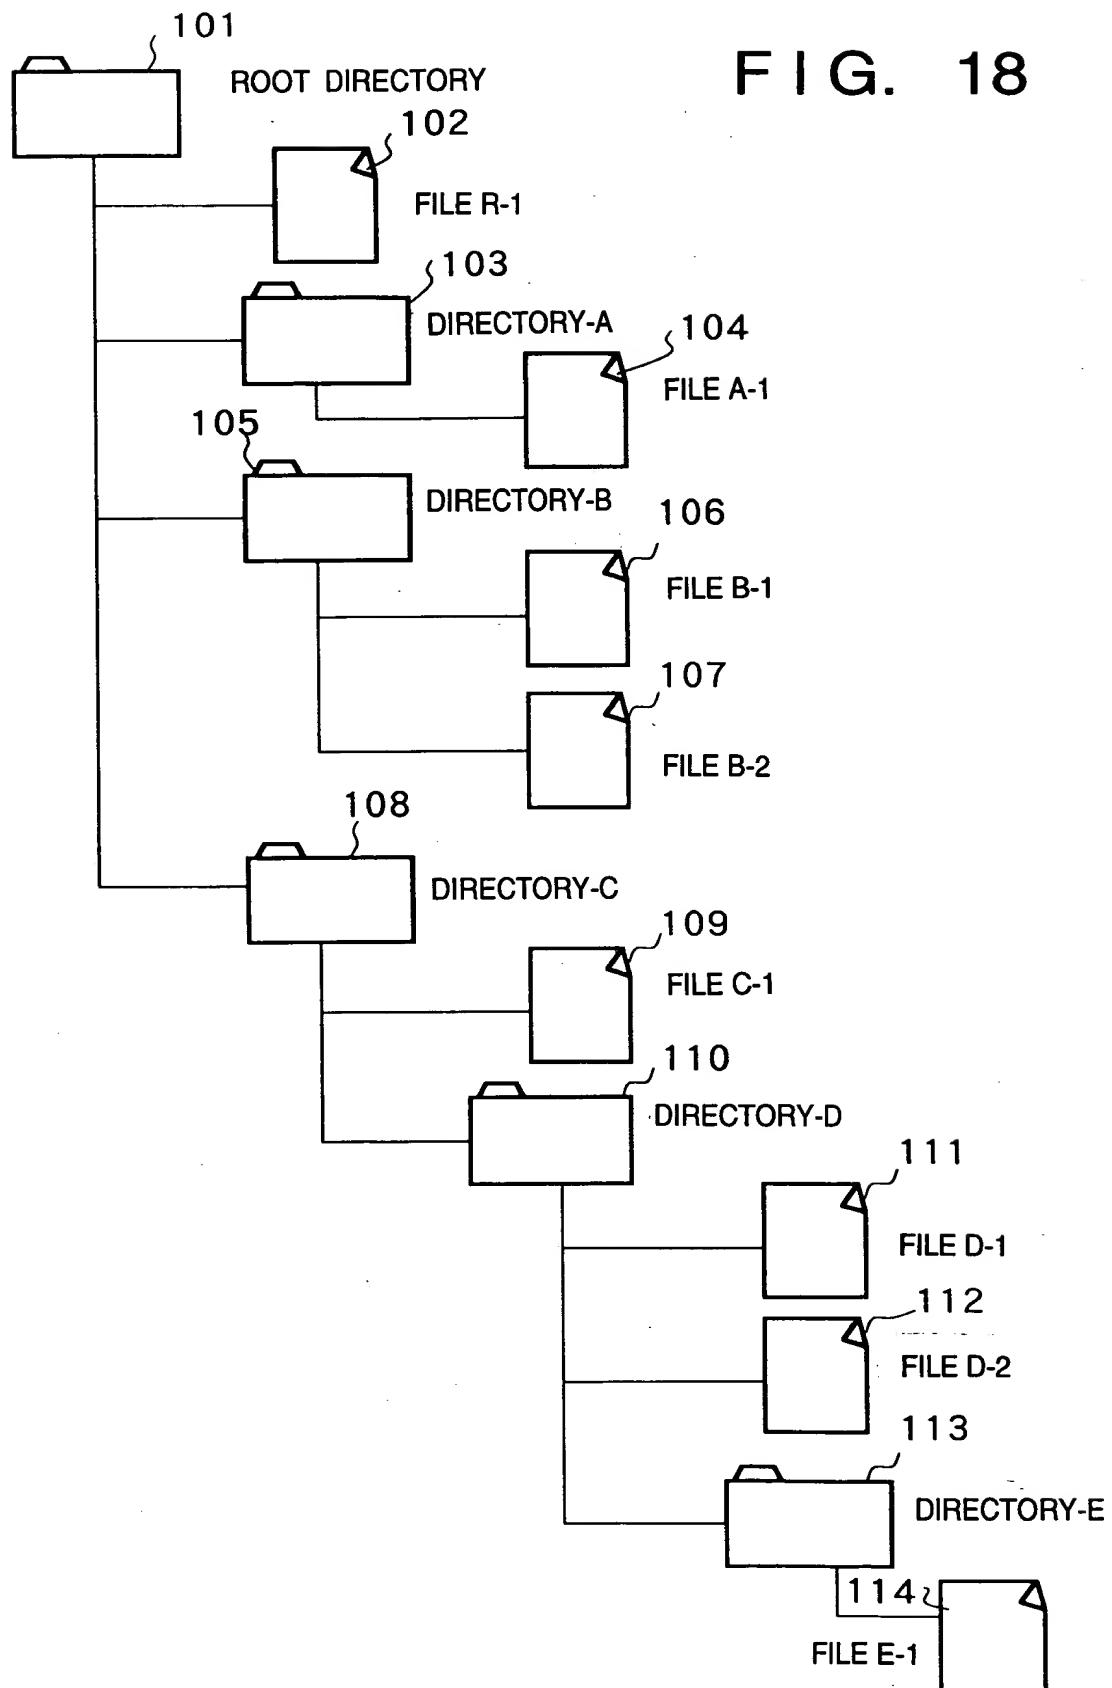 101
FIG. 18
ROOT DIRECTORY
102
FILE R-1
103
DIRECTORY-A
104
FILE A-1
105
DIRECTORY-B
106
FILE B-1
107
FILE B-2
108
DIRECTORY-C
109
FILE C-1
110
DIRECTORY-D
111
FILE D-1
112
FILE D-2
113
DIRECTORY-E
114
FILE E-1